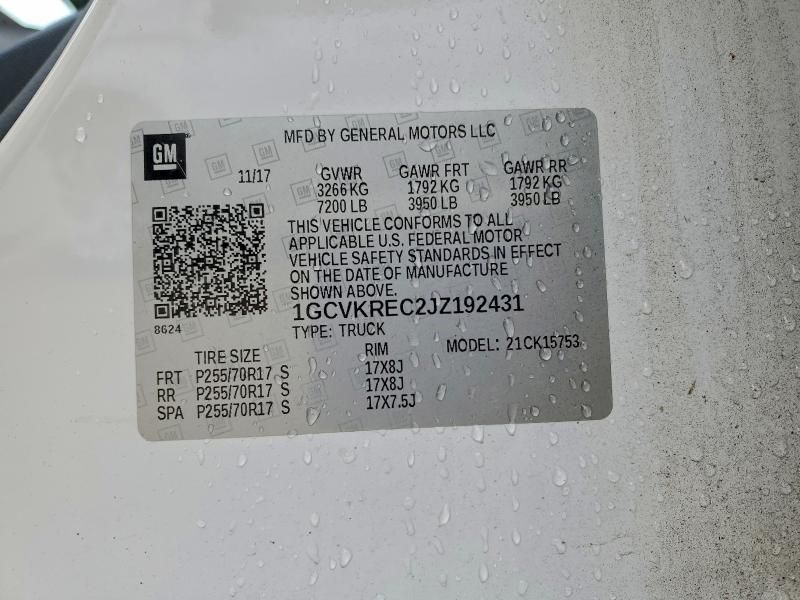 MFD BY GENERAL MOTORS LLC
GM
11/17 GVWR GAWR FRT GAWR RR
3266 KG 1792 KG 1792 KG
7200 LB 3950 LB 3950 LB
THIS VEHICLE CONFORMS TO ALL
APPLICABLE U.S. FEDERAL MOTOR
VEHICLE SAFETY STANDARDS IN EFFECT
ON THE DATE OF MANUFACTURE
SHOWN ABOVE.
1GCVKREC2JZ192431
8624
TYPE: TRUCK
MODEL: 21CK15753
TIRE SIZE RIM
FRT P255/70R17 S 17X8J
RR P255/70R17 S 17X8J
SPA P255/70R17 S 17X7.5J